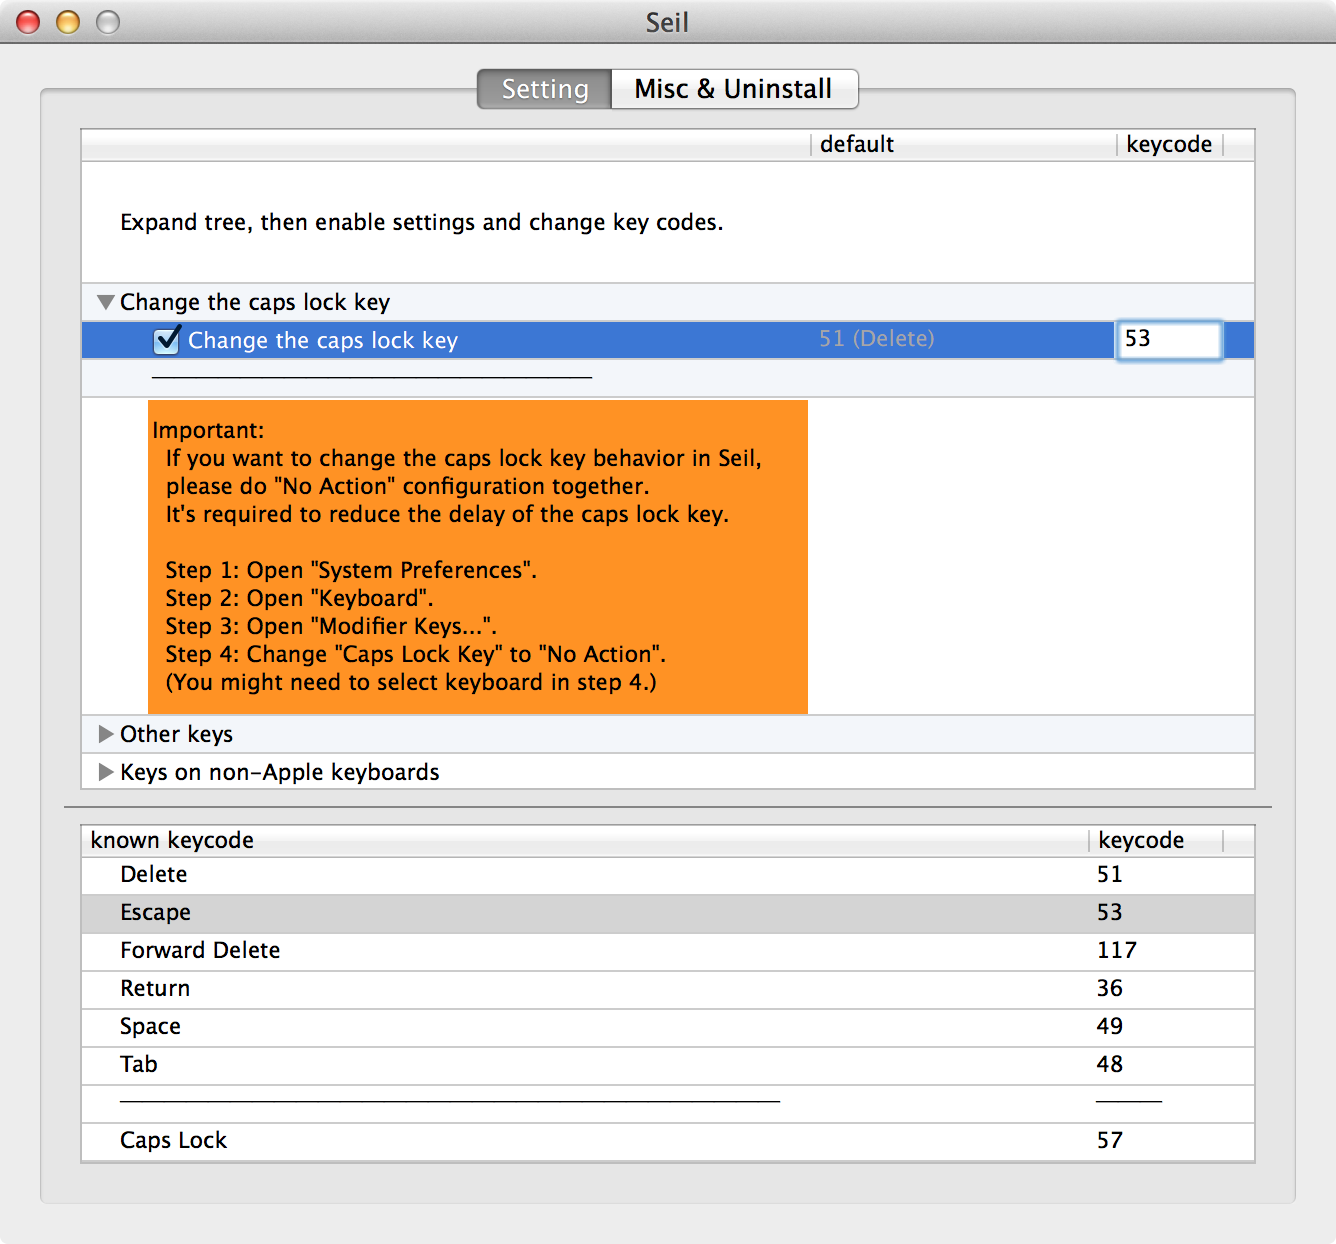 Seil
Setting Misc & Uninstall
default keycode
Expand tree, then enable settings and change key codes.
Change the caps lock key
Change the caps lock key 51 (Delete) 53
Important:
If you want to change the caps lock key behavior in Seil,
please do "No Action" configuration together.
It's required to reduce the delay of the caps lock key.
Step 1: Open "System Preferences".
Step 2: Open "Keyboard".
Step 3: Open "Modifier Keys...".
Step 4: Change "Caps Lock Key" to "No Action".
(You might need to select keyboard in step 4.)
Other keys
Keys on non-Apple keyboards
known keycode keycode
Delete 51
Escape 53
Forward Delete 117
Return 36
Space 49
Tab 48
Caps Lock 57